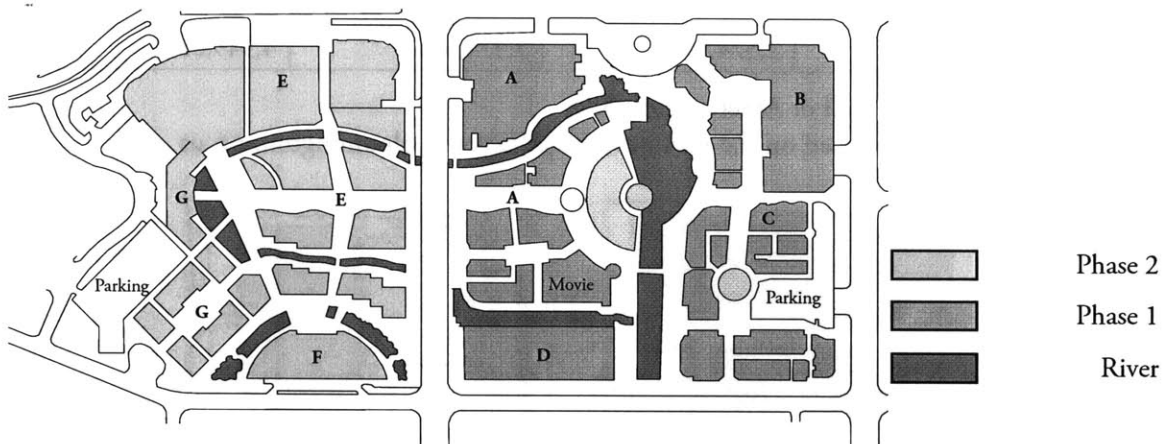 E
A
B
G
E
A
C
Parking
Movie
Parking
G
F
D
Phase 2
Phase 1
River